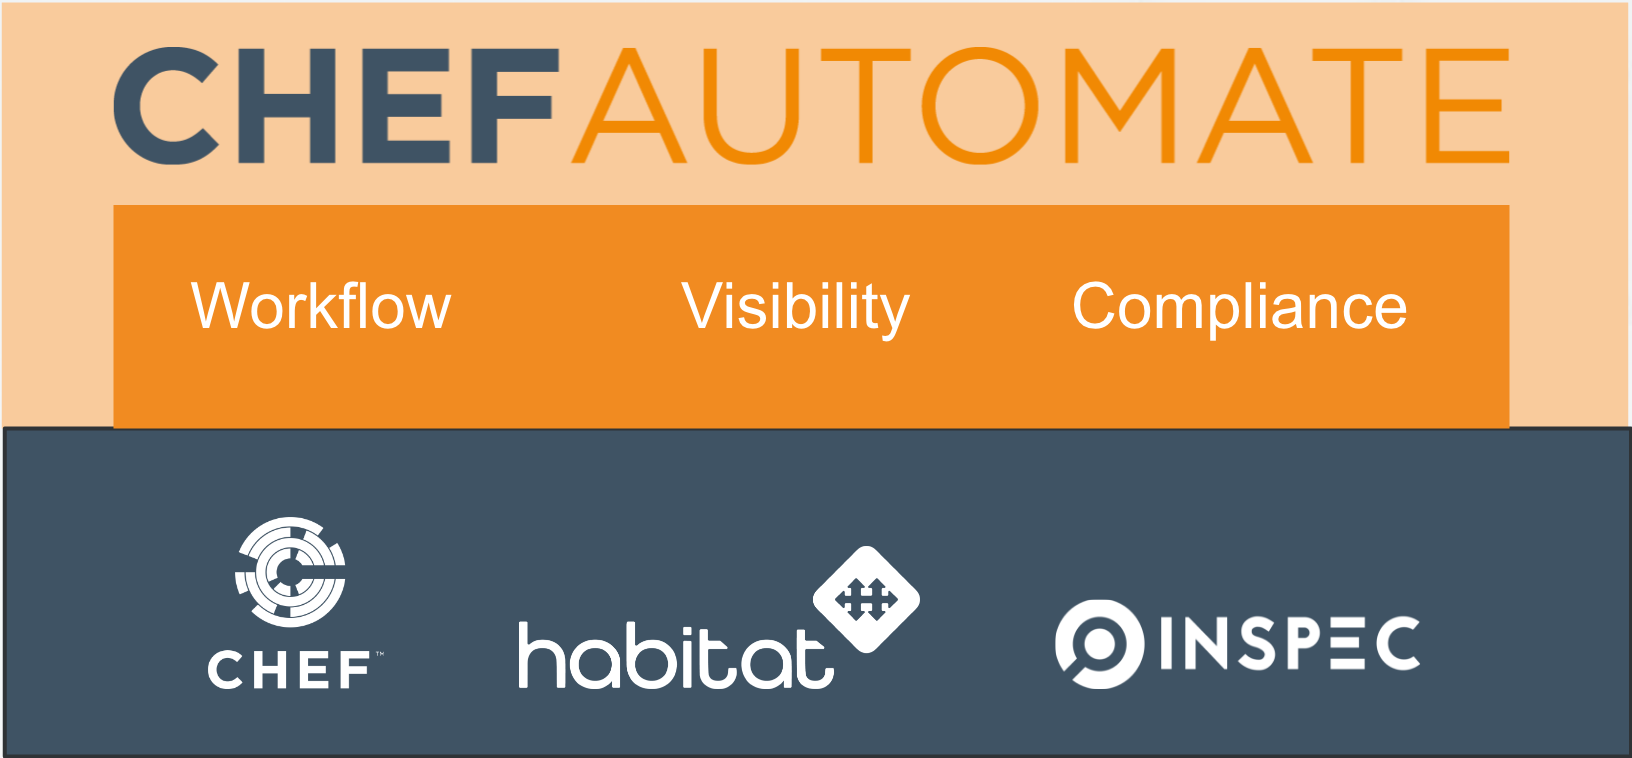 CHEFAUTOMATE
Workflow Visibility Compliance
CHEF™ habitat INSPEC